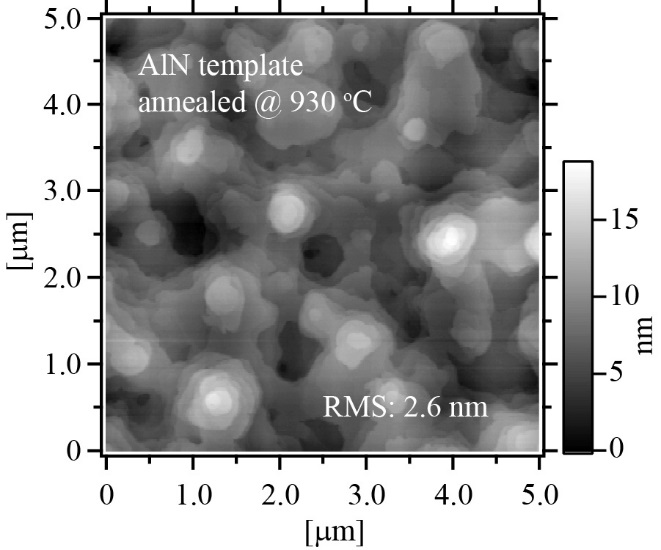 5.0
4.0
3.0
2.0
1.0
0
[µm]
AlN template
annealed @ 930 °C
RMS: 2.6 nm
15
10
5
0
nm
0 1.0 2.0 3.0 4.0 5.0
[µm]